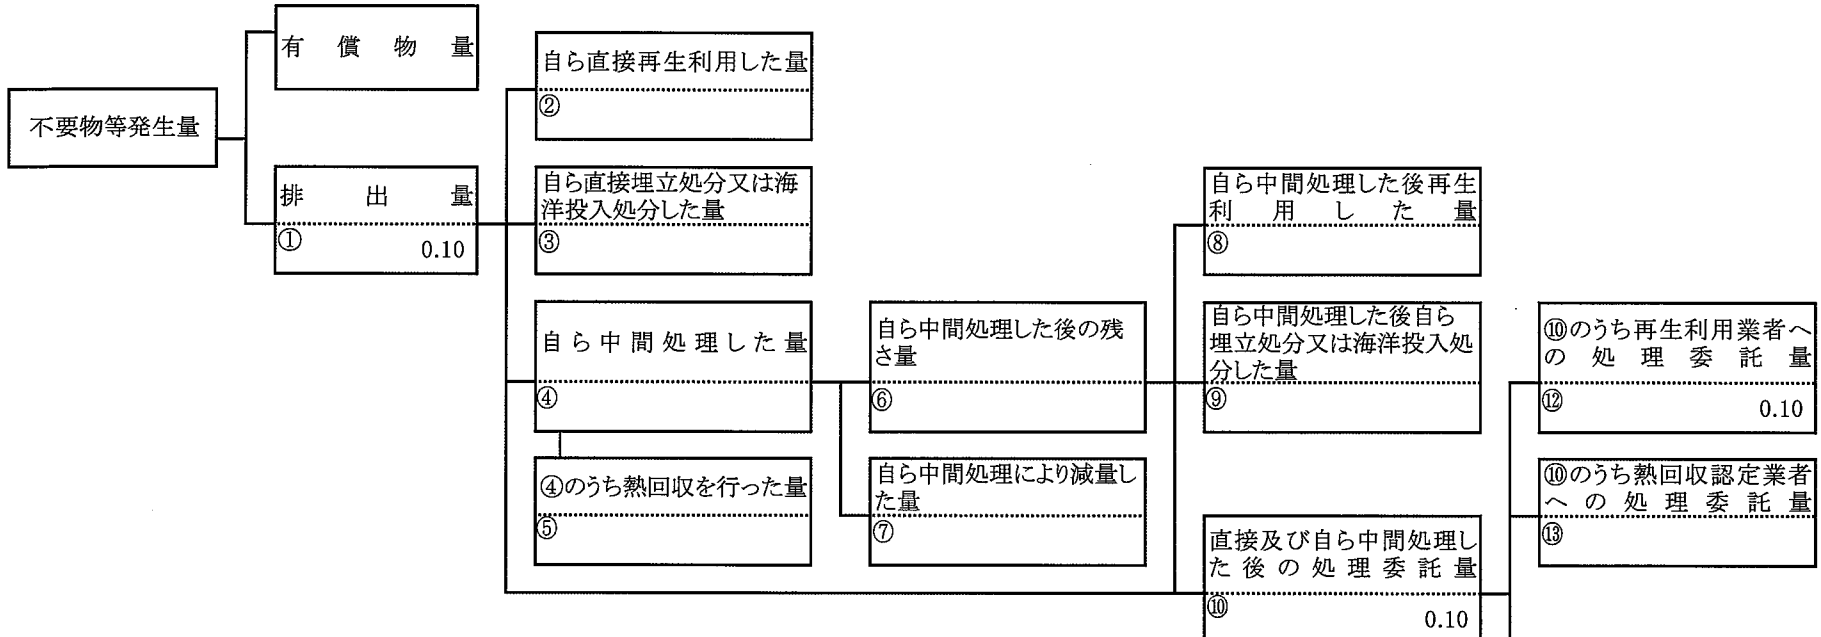 有償物量
不要物等発生量
排出量
①
0.10
自ら直接再生利用した量
②
自ら直接埋立処分又は海
洋投入処分した量
③
自ら中間処理した量
④
④のうち熱回収を行った量
⑤
自ら中間処理した後の残
さ量
⑥
自ら中間処理により減量し
た量
⑦
自ら中間処理した後再生
利用した量
⑧
自ら中間処理した後自ら
埋立処分又は海洋投入処
分した量
⑨
直接及び自ら中間処理し
た後の処理委託量
⑩
0.10
⑩のうち再生利用業者へ
の処理委託量
⑫
0.10
⑩のうち熱回収認定業者
への処理委託量
⑬